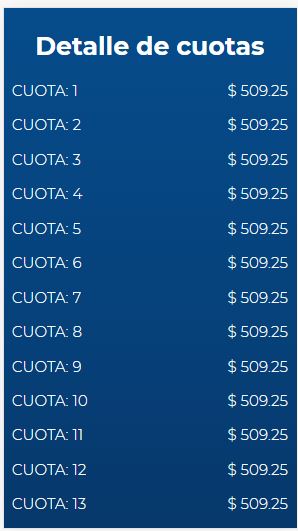 Detalle de cuotas
CUOTA: 1 $ 509.25
CUOTA: 2 $ 509.25
CUOTA: 3 $ 509.25
CUOTA: 4 $ 509.25
CUOTA: 5 $ 509.25
CUOTA: 6 $ 509.25
CUOTA: 7 $ 509.25
CUOTA: 8 $ 509.25
CUOTA: 9 $ 509.25
CUOTA: 10 $ 509.25
CUOTA: 11 $ 509.25
CUOTA: 12 $ 509.25
CUOTA: 13 $ 509.25